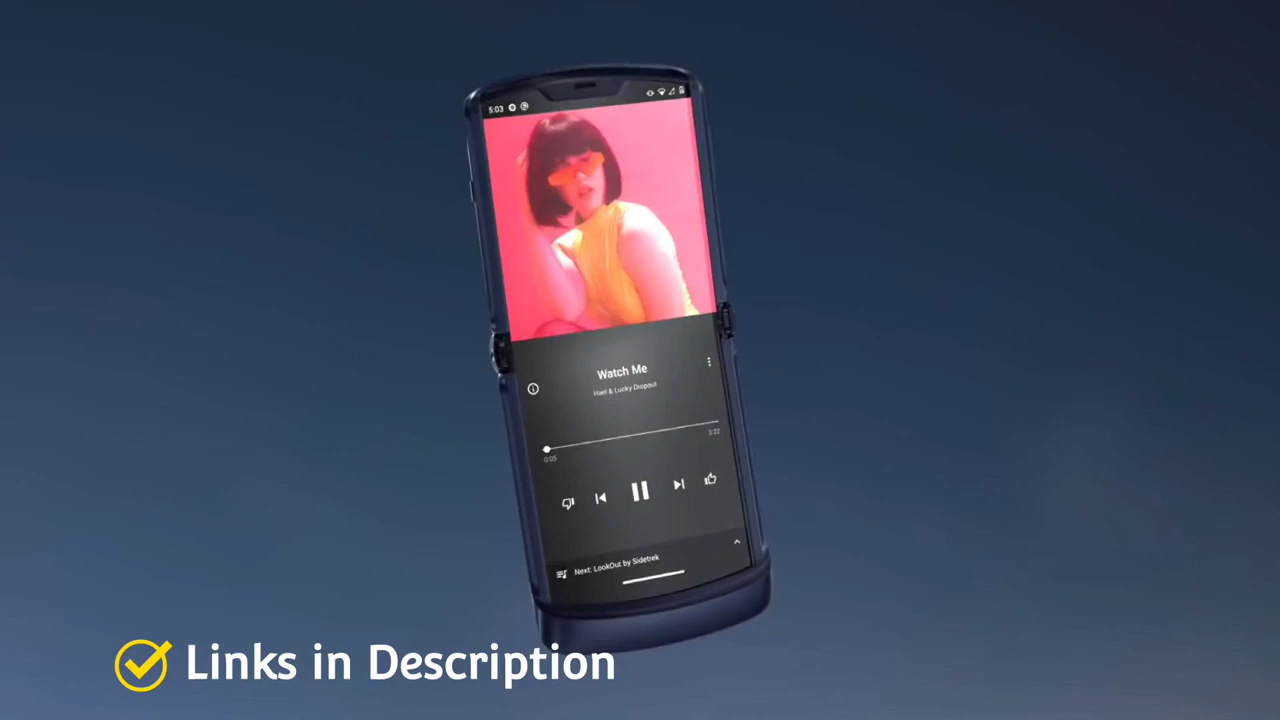 5:03
Watch Me
Hael & Lucky Dropout
0:05
3:22
Next: LookOut by Sidetrek
Links in Description